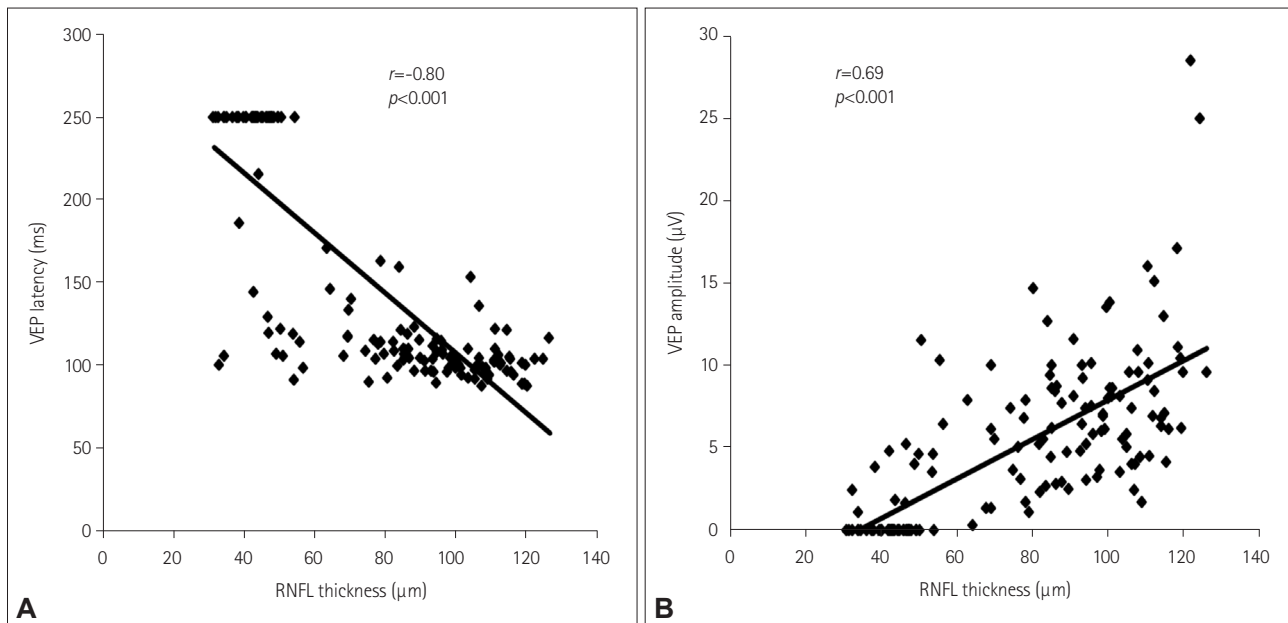 300
250
200
150
100
50
0
VEP latency (ms)
r=-0.80
p<0.001
0 20 40 60 80 100 120 140
RNFL thickness (μm)
A
30
25
20
15
10
5
0
VEP amplitude (μV)
r=0.69
p<0.001
0 20 40 60 80 100 120 140
RNFL thickness (μm)
B